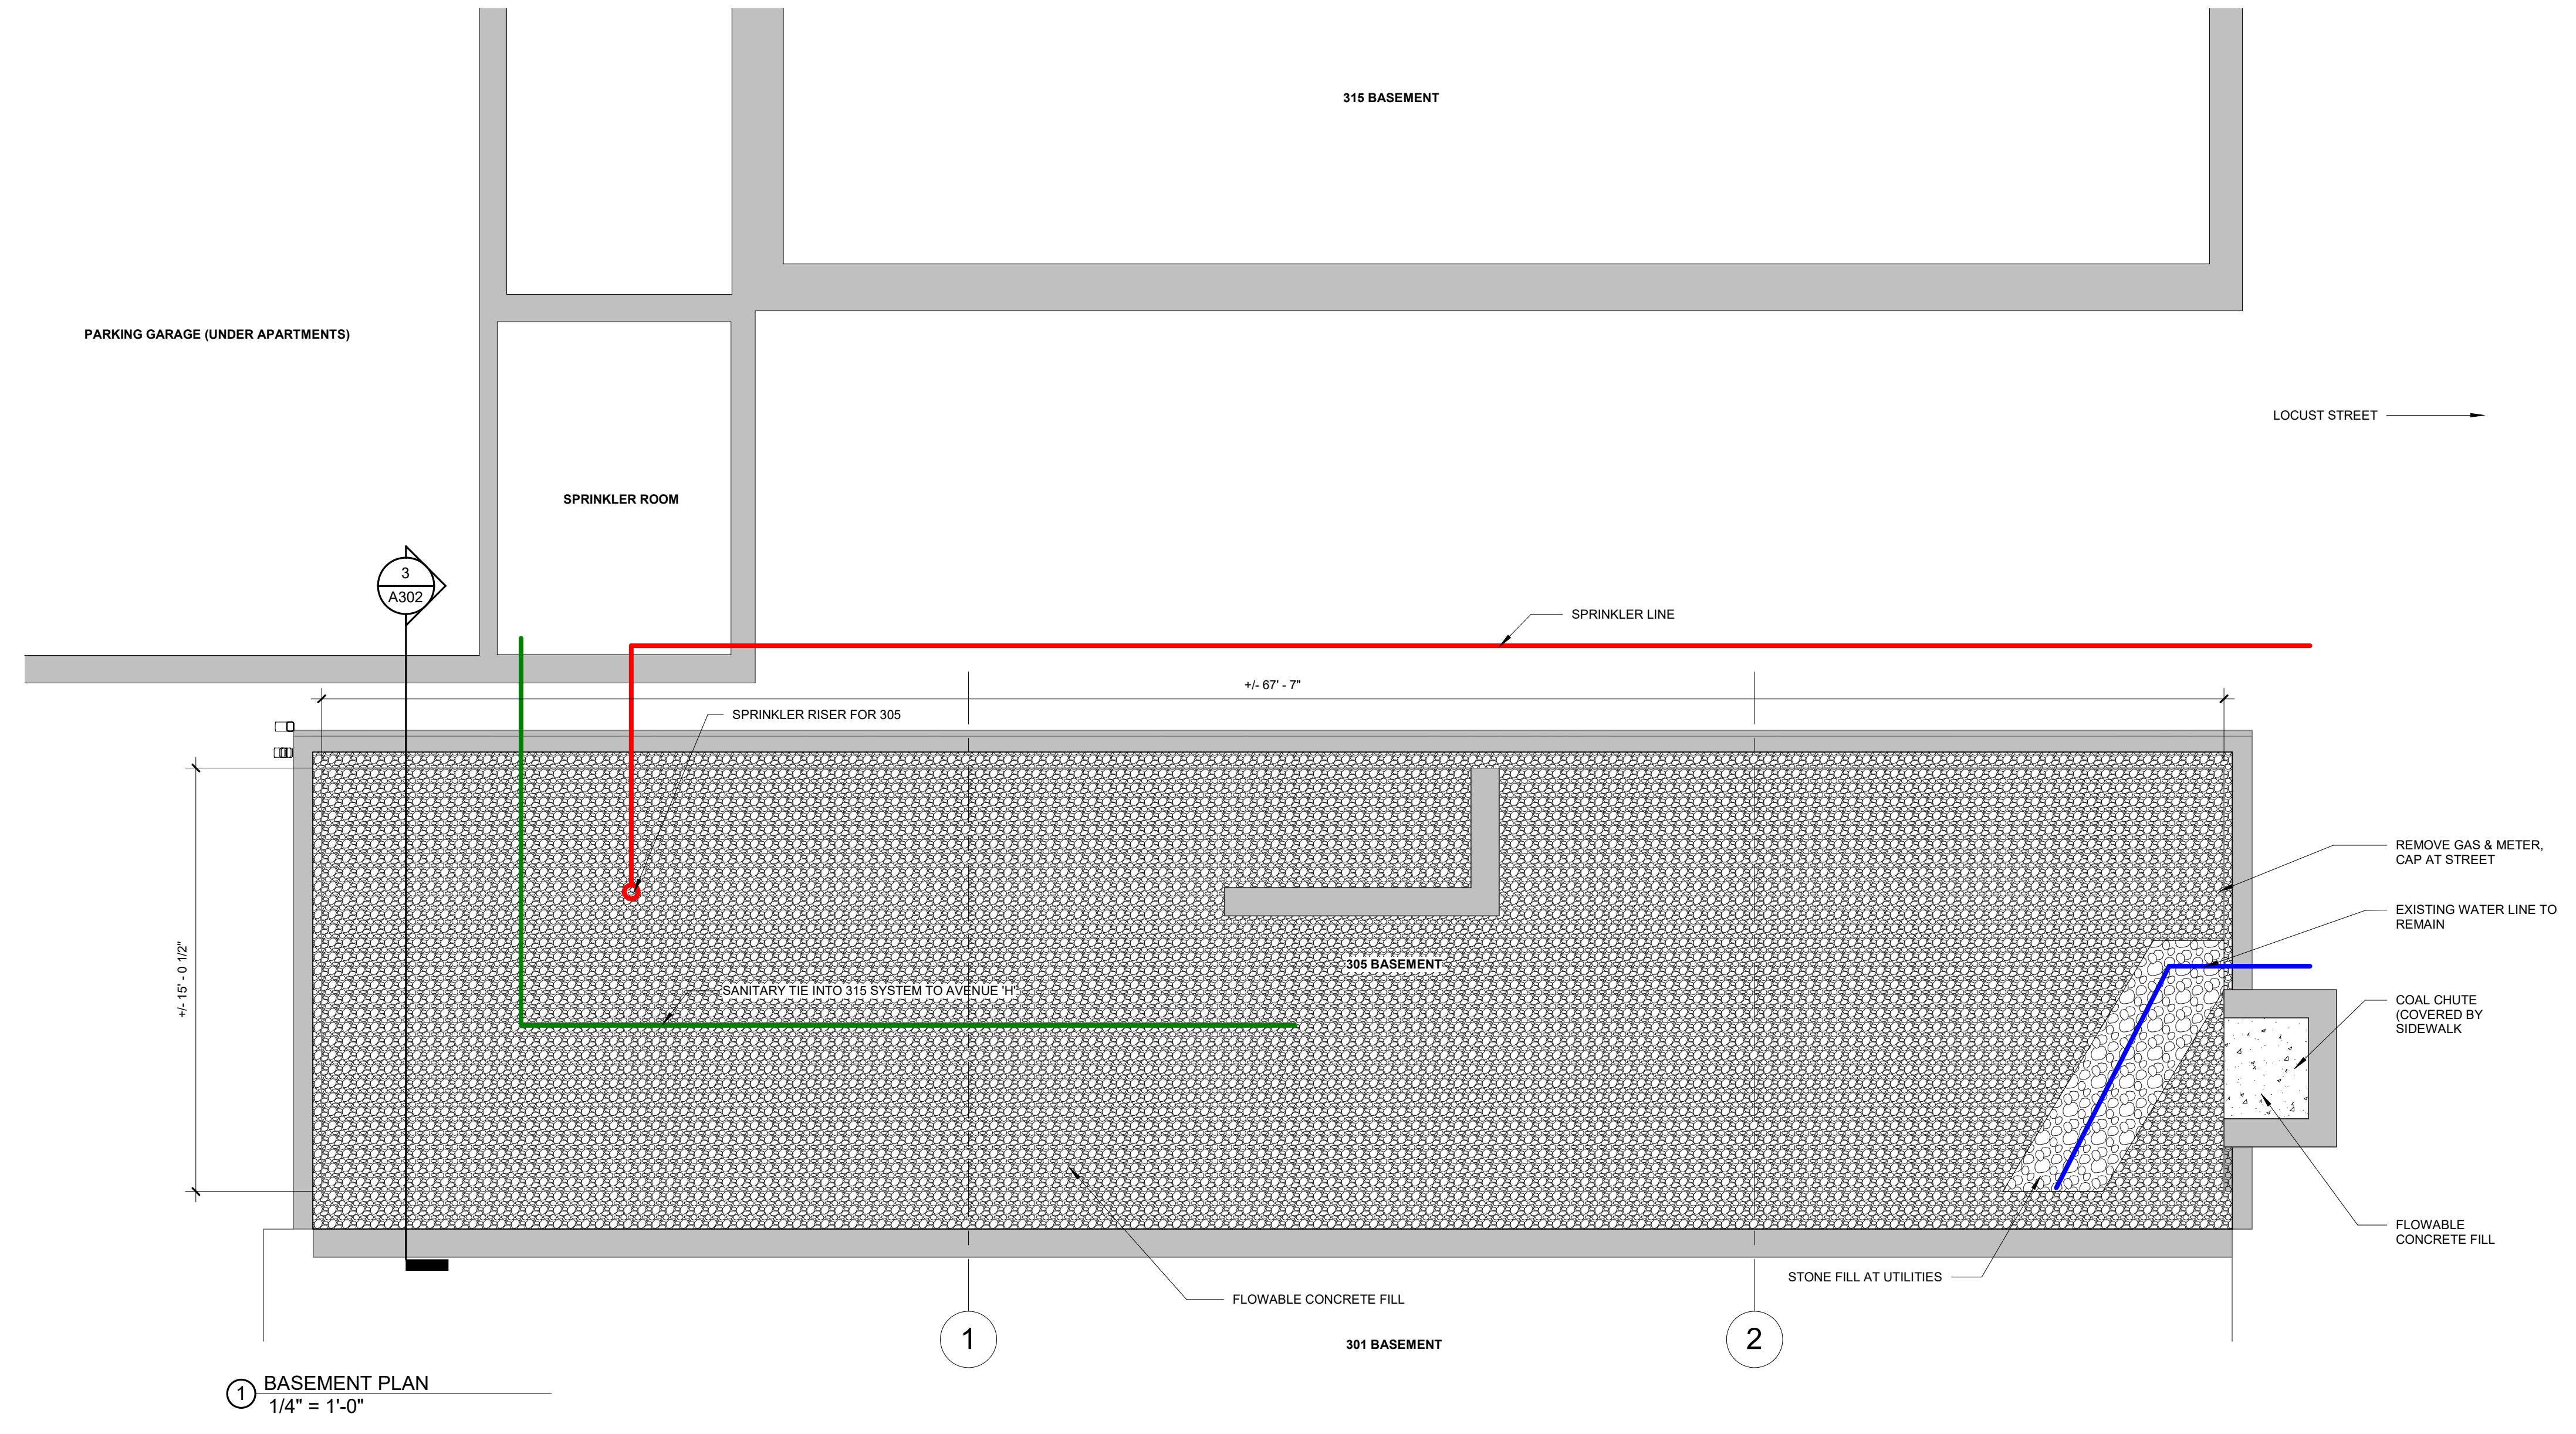 315 BASEMENT
PARKING GARAGE (UNDER APARTMENTS)
LOCUST STREET
SPRINKLER ROOM
3
A302
SPRINKLER LINE
+/- 67' - 7"
SPRINKLER RISER FOR 305
REMOVE GAS & METER,
CAP AT STREET
EXISTING WATER LINE TO
REMAIN
+/- 15' - 0 1/2"
305 BASEMENT
SANITARY TIE INTO 315 SYSTEM TO AVENUE 'H'
COAL CHUTE
(COVERED BY
SIDEWALK
FLOWABLE
CONCRETE FILL
STONE FILL AT UTILITIES
FLOWABLE CONCRETE FILL
1
2
301 BASEMENT
1
BASEMENT PLAN
1/4" = 1'-0"